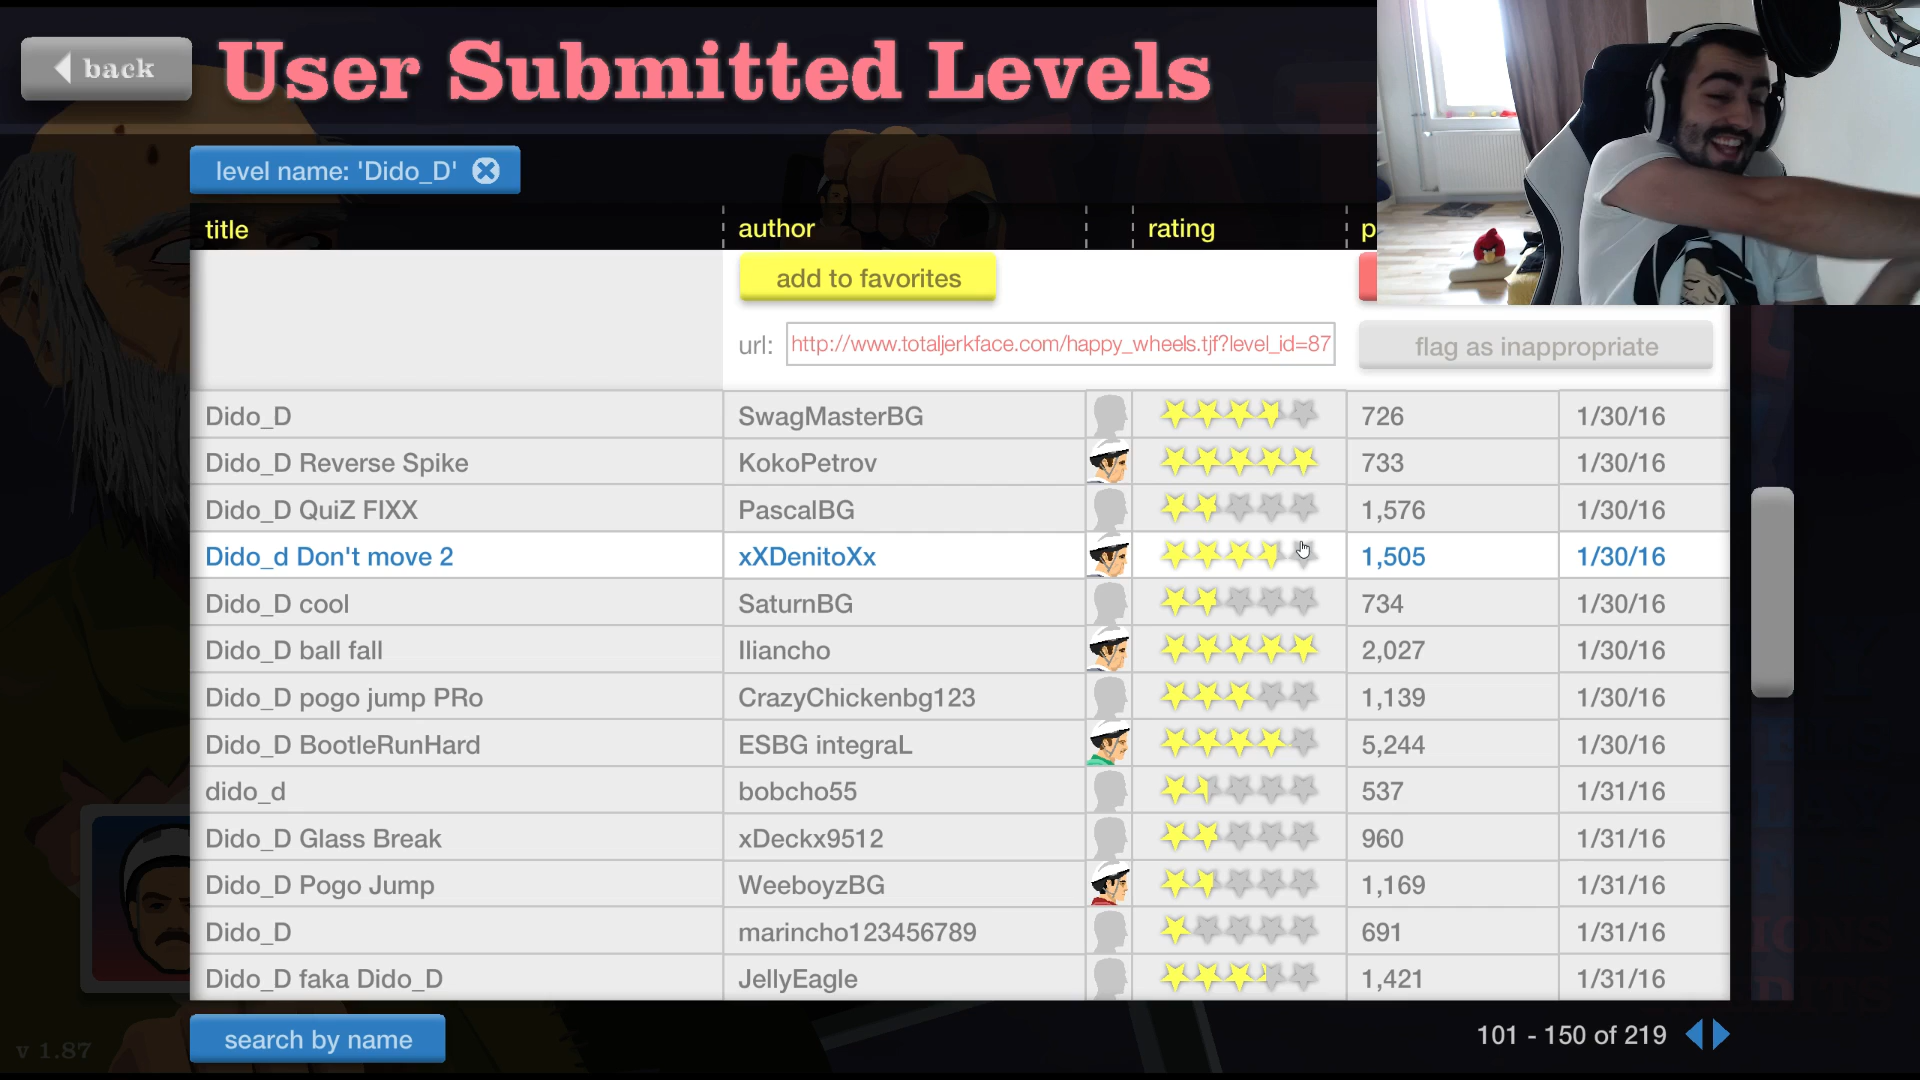 back
User Submitted Levels
level name: 'Dido_D'
title author rating p
add to favorites
url: http://www.totaljerkface.com/happy_wheels.tjf?level_id=87
flag as inappropriate
Dido_D SwagMasterBG 726 1/30/16
Dido_D Reverse Spike KokoPetrov 733 1/30/16
Dido_D QuiZ FIXX PascalBG 1,576 1/30/16
Dido_d Don't move 2 xXDenitoXx 1,505 1/30/16
Dido_D cool SaturnBG 734 1/30/16
Dido_D ball fall Iliancho 2,027 1/30/16
Dido_D pogo jump PRo CrazyChickenbg123 1,139 1/30/16
Dido_D BootleRunHard ESBG integraL 5,244 1/30/16
dido_d bobcho55 537 1/31/16
Dido_D Glass Break xDeckx9512 960 1/31/16
Dido_D Pogo Jump WeeboyzBG 1,169 1/31/16
Dido_D marincho123456789 691 1/31/16
Dido_D faka Dido_D JellyEagle 1,421 1/31/16
search by name
101 - 150 of 219
v 1.87